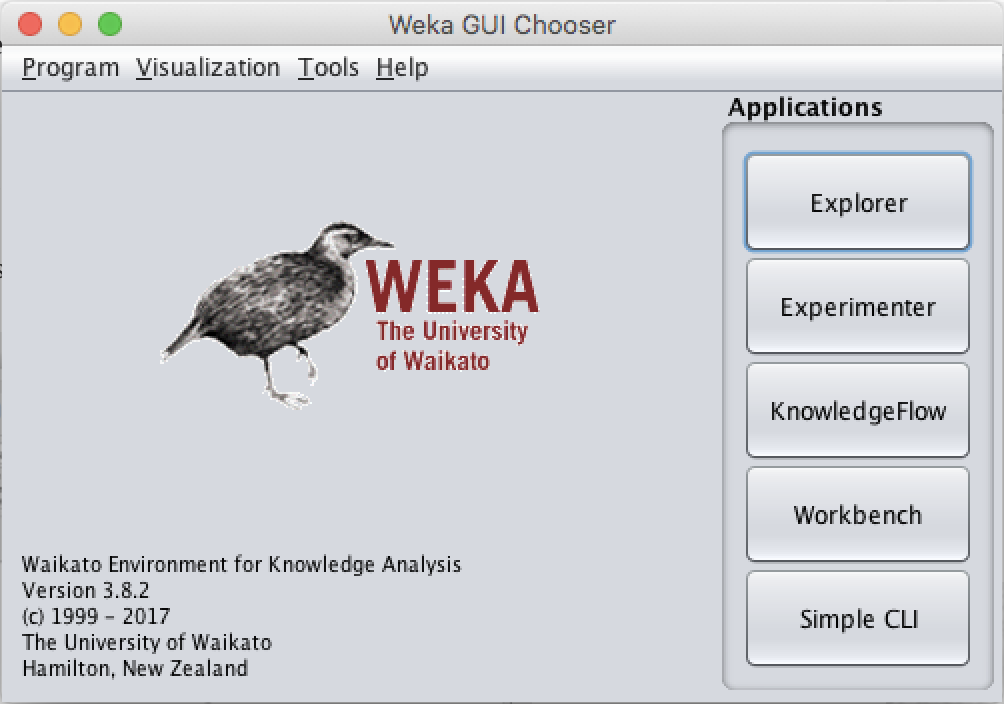 Weka GUI Chooser
Program Visualization Tools Help
Applications
Explorer
Experimenter
KnowledgeFlow
Workbench
Simple CLI
WEKA
The University
of Waikato
Waikato Environment for Knowledge Analysis
Version 3.8.2
(c) 1999 - 2017
The University of Waikato
Hamilton, New Zealand